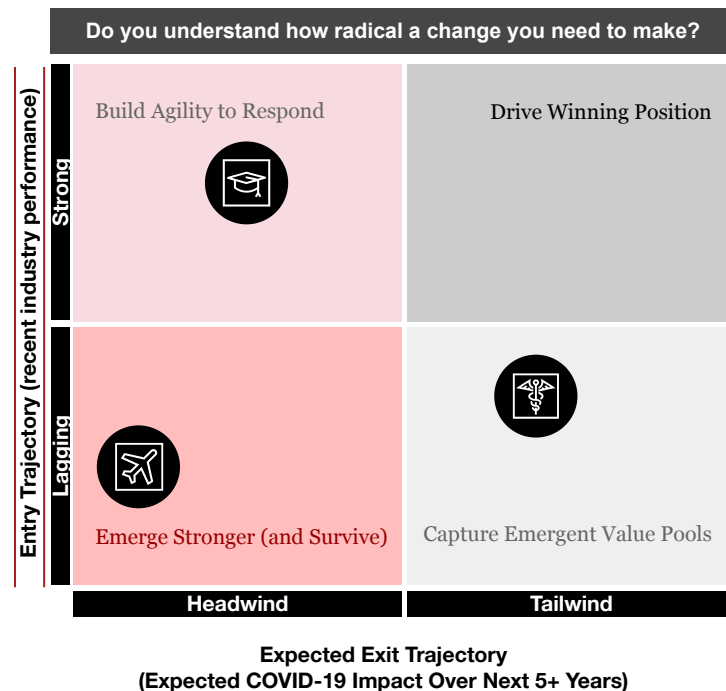 Do you understand how radical a change you need to make?
Entry Trajectory (recent industry performance)
Strong
Build Agility to Respond
Drive Winning Position
Lagging
Emerge Stronger (and Survive)
Capture Emergent Value Pools
Headwind
Tailwind
Expected Exit Trajectory
(Expected COVID-19 Impact Over Next 5+ Years)